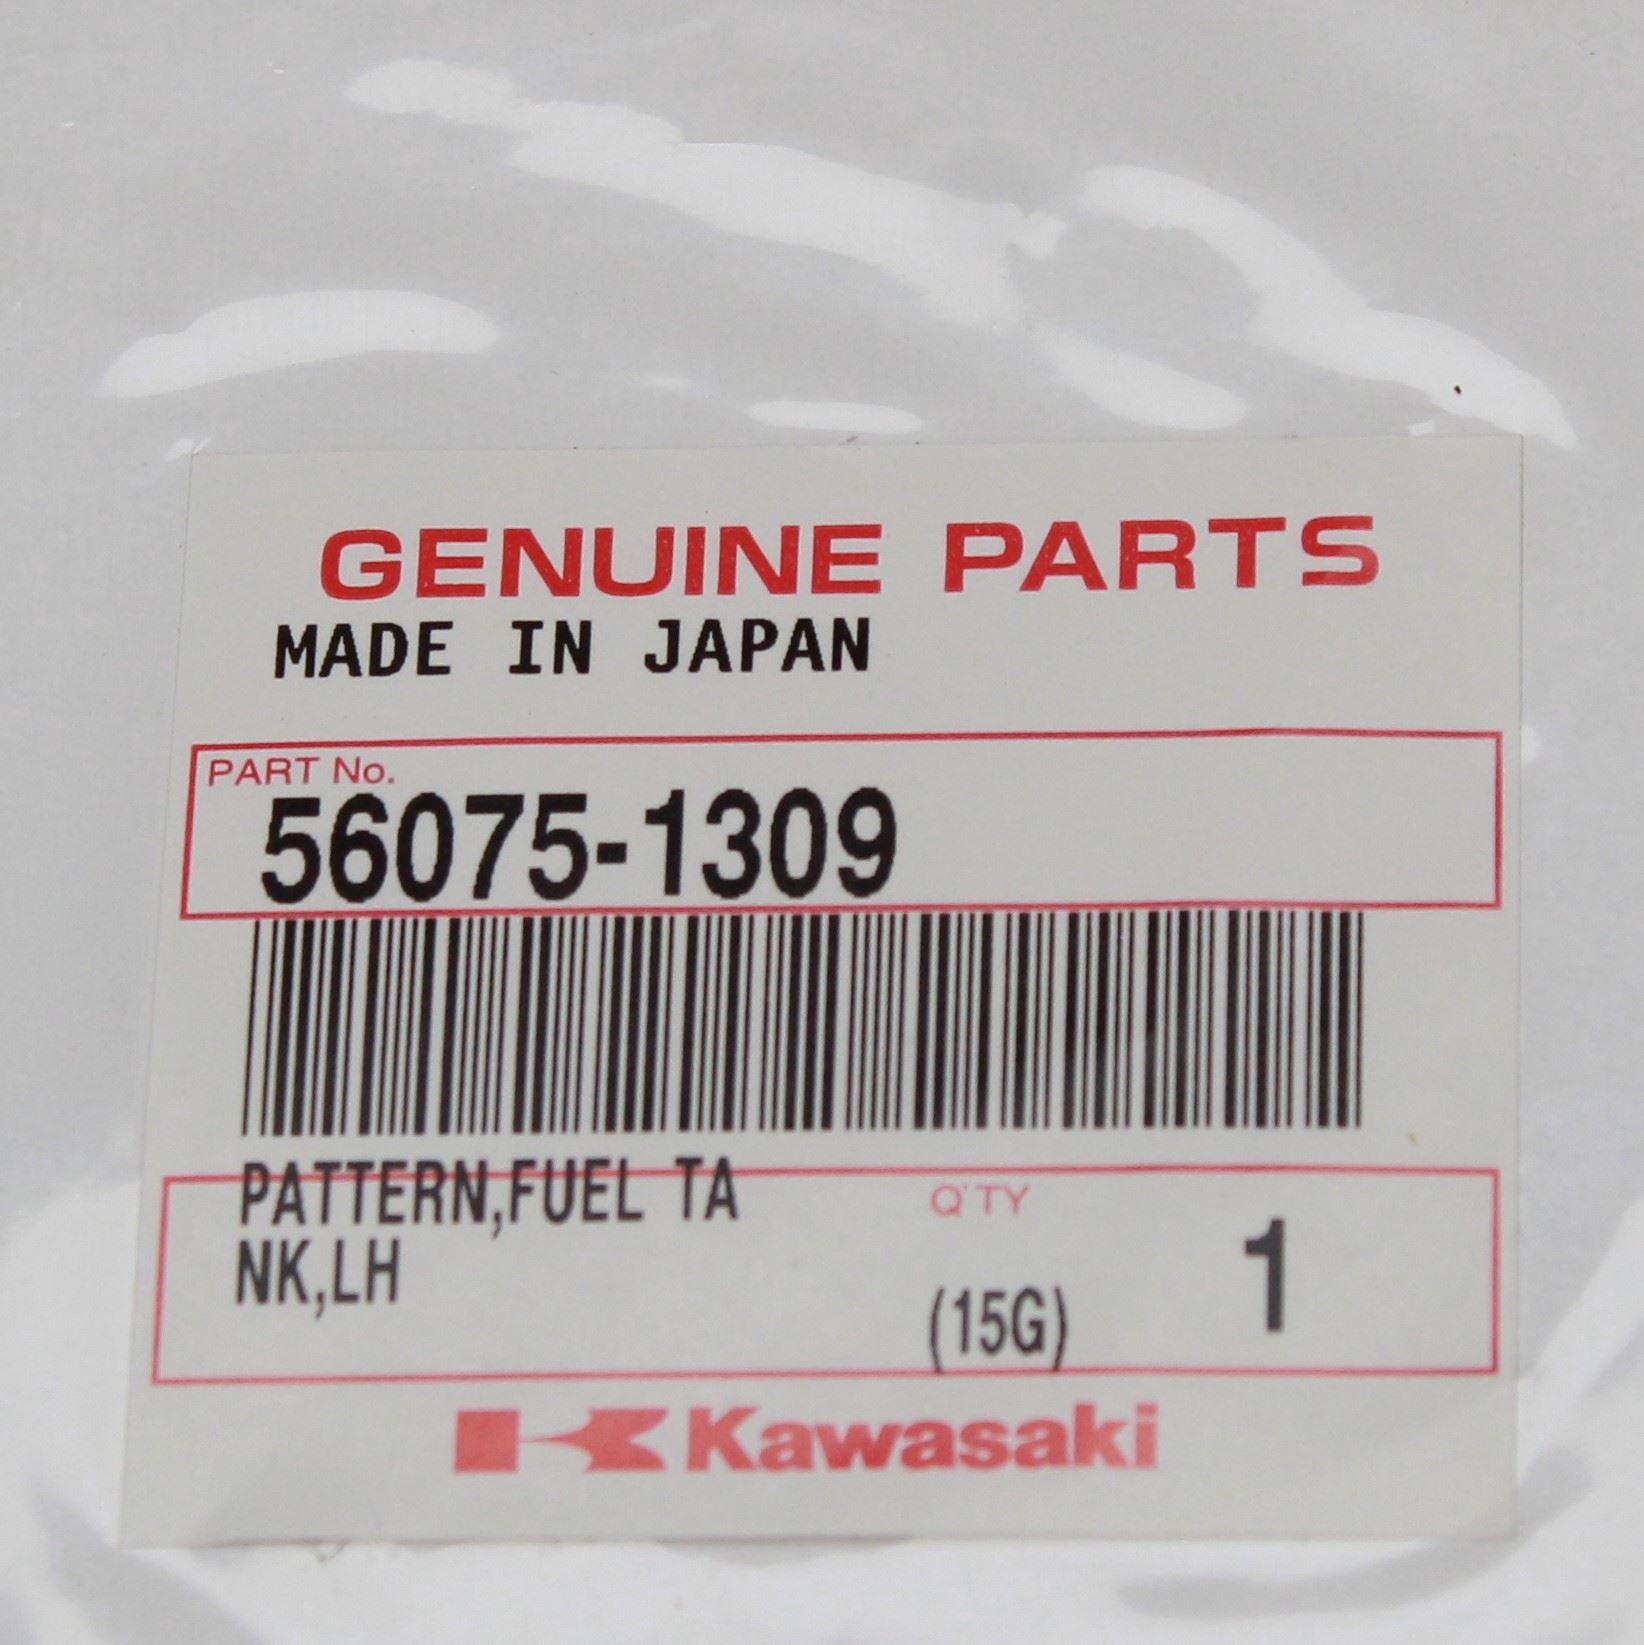 GENUINE PARTS
MADE IN JAPAN
PART No.
56075-1309
PATTERN,FUEL TA
NK,LH
Q'TY
(15G)
1
Kawasaki